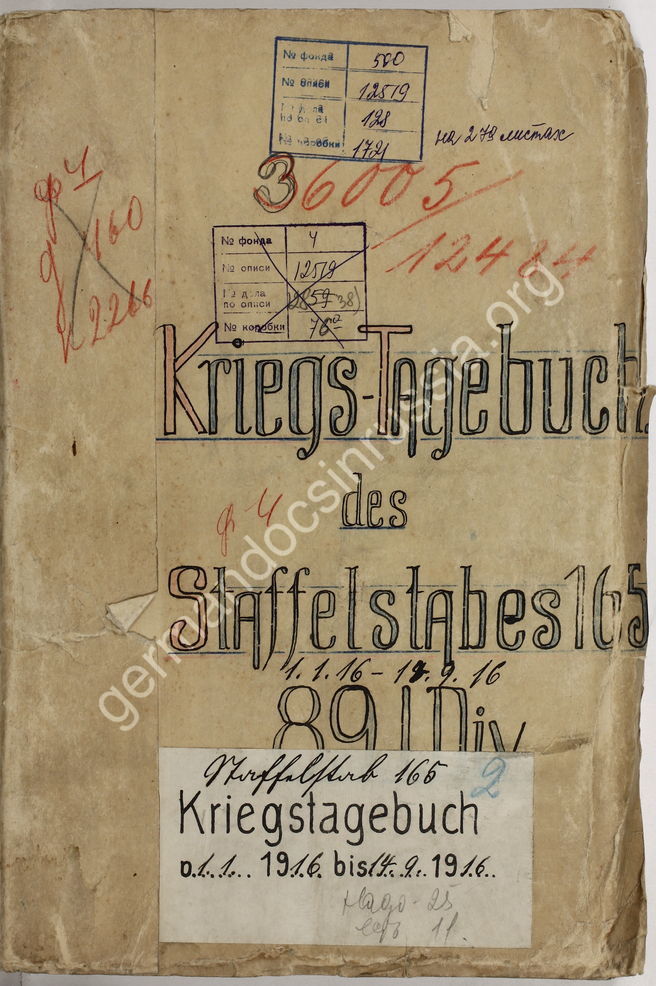 № фонда 500
№ описи 12519
№ дела по описи 128
№ коробки 1721
на 278 листах
36005
12484
ф 4
160
2266
№ фонда 4
№ описи 12519
№ дела по описи
№ коробки
Kriegs-Tagebuch
des
ф 4
Staffelstabes 165
1.1.16 – 14.9.16
89. I. Div.
Staffelstab 165
2
Kriegstagebuch
v. 1. 1. 1916. bis 14. 9. 1916.
germandocsinrussia.org